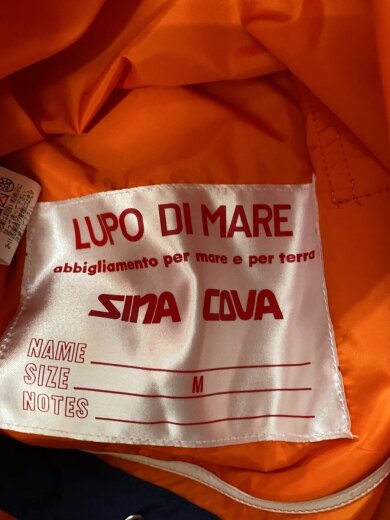 LUPO DI MARE
abbigliamento per mare e per terra
SINA COVA
NAME
SIZE M
NOTES